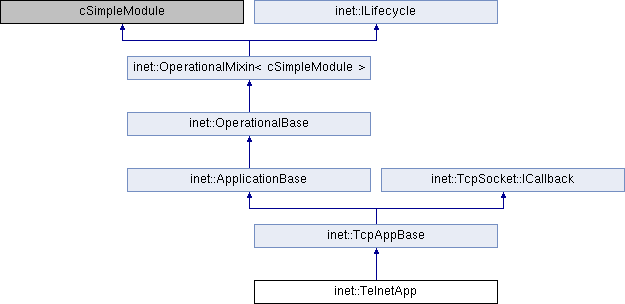 cSimpleModule
inet::ILifecycle
inet::OperationalMixin< cSimpleModule >
inet::OperationalBase
inet::ApplicationBase
inet::TcpSocket::ICallback
inet::TcpAppBase
inet::TelnetApp